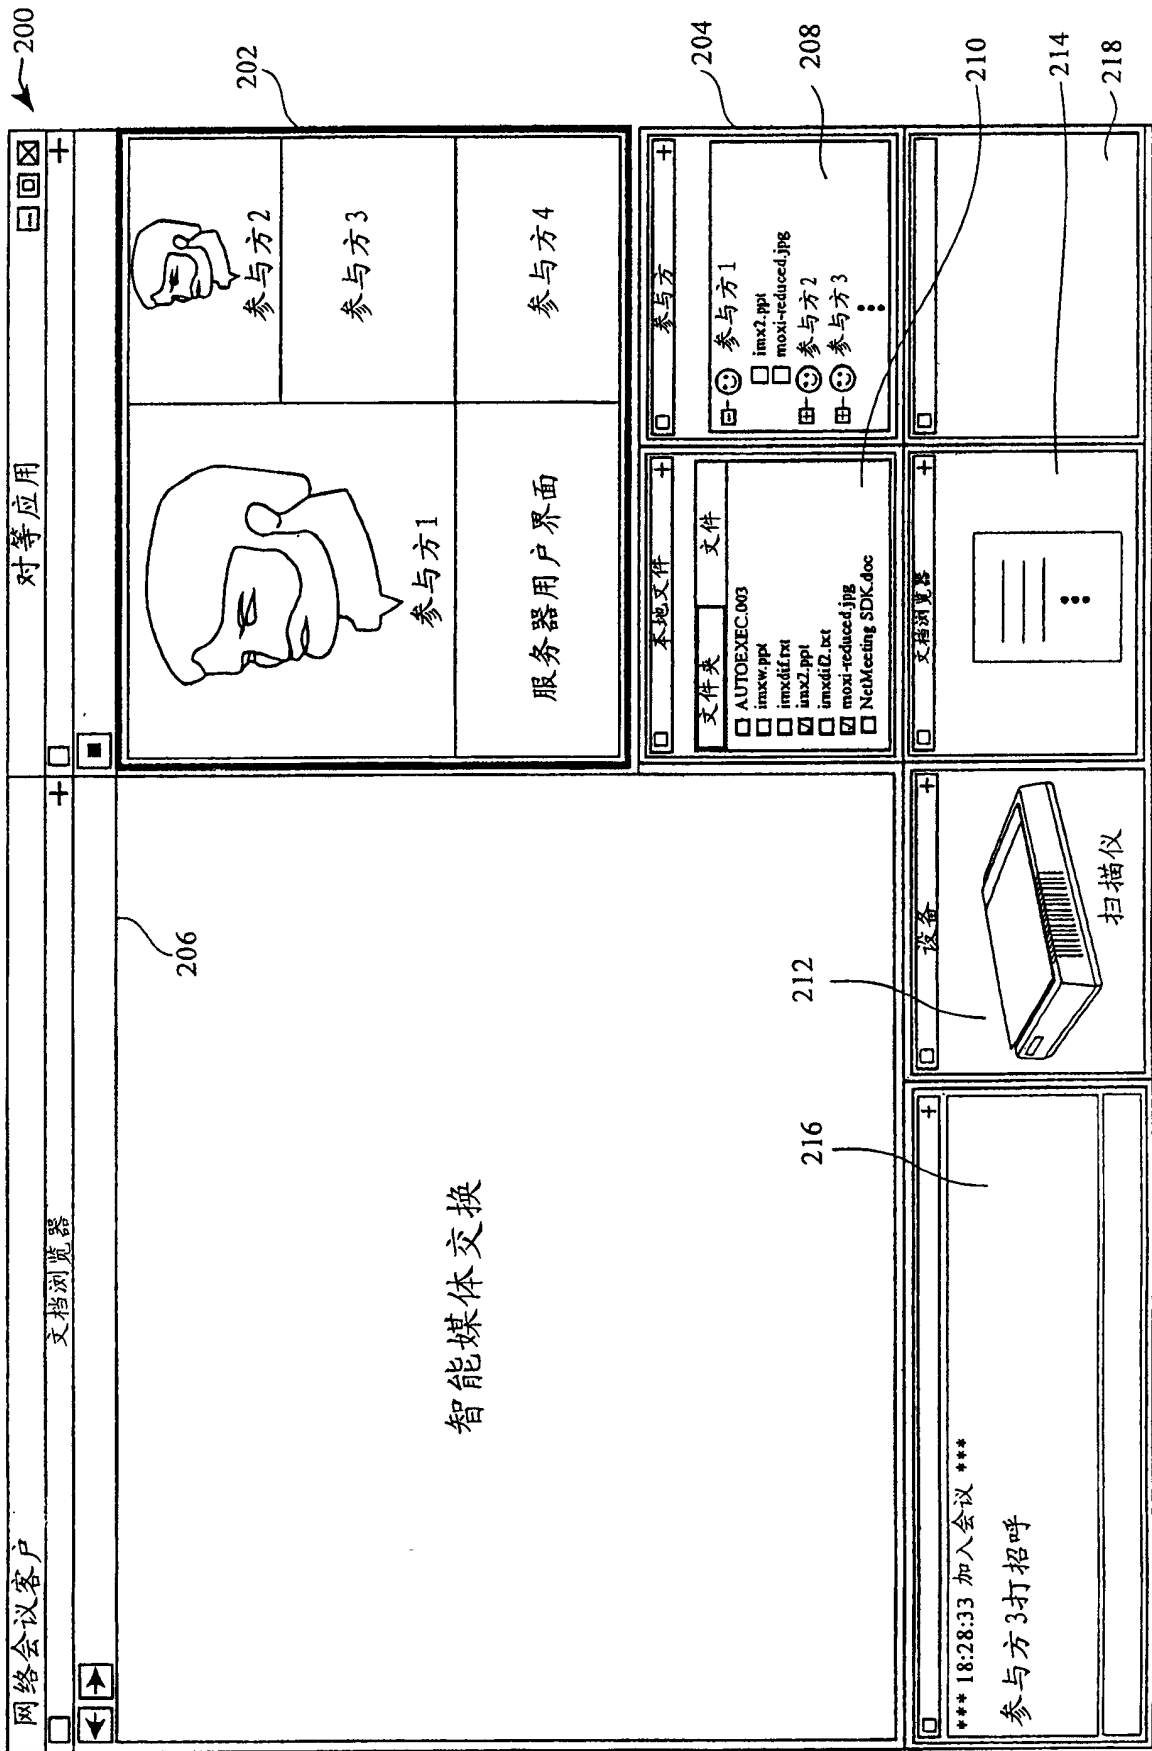 200
网络会议客户
对等应用
文档浏览器
202
参与方1
参与方2
参与方3
参与方4
服务器用户界面
206
智能媒体交换
204
本地文件
文件夹
文件
AUTOEXEC.003
imxw.ppt
imxdif.txt
imx2.ppt
imxdif2.txt
moxi-reduced.jpg
NetMeeting SDK.doc
参与方
参与方1
imx2.ppt
moxi-reduced.jpg
参与方2
参与方3
208
210
216
*** 18:28:33 加入会议 ***
参与方3打招呼
212
设备
扫描仪
文档浏览器
214
218